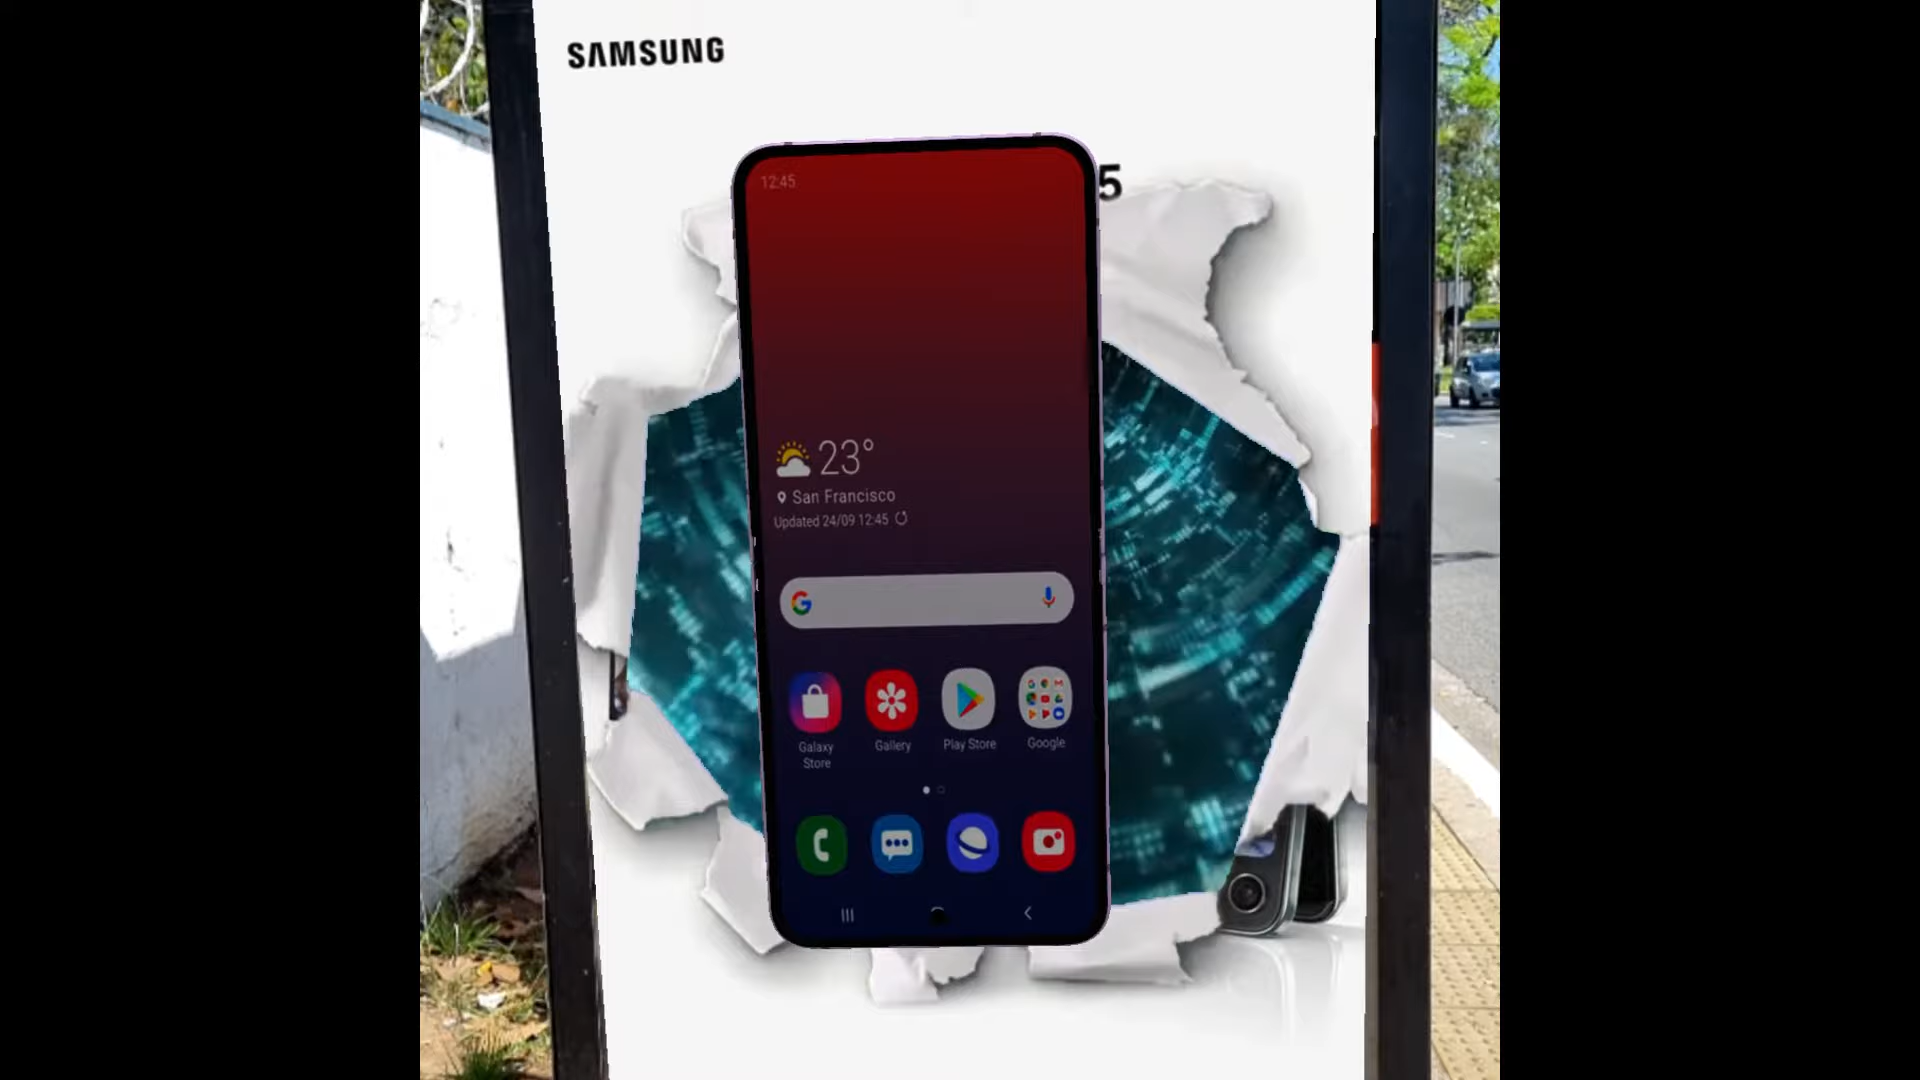 SAMSUNG
5
12:45
23°
San Francisco
Updated 24/09 12:45
Galaxy Store
Gallery
Play Store
Google